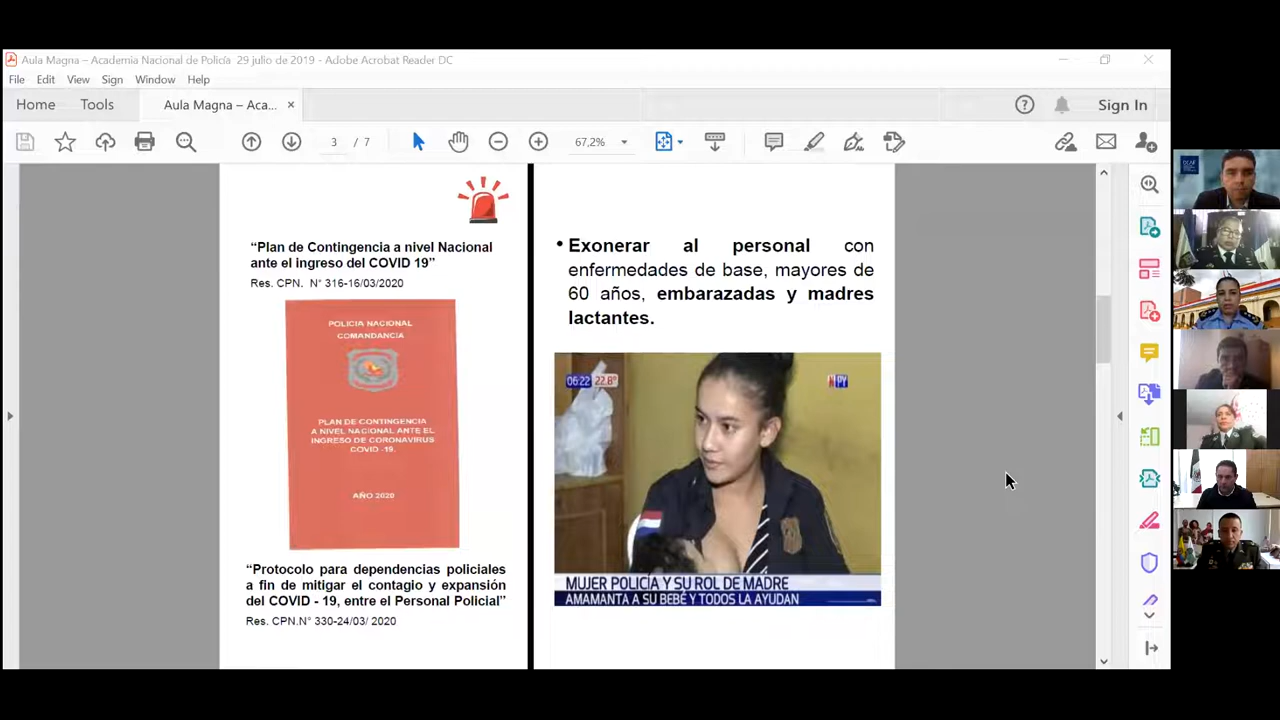 Aula Magna – Academia Nacional de Policía 29 julio de 2019 - Adobe Acrobat Reader DC
File Edit View Sign Window Help
Home Tools Aula Magna – Aca... × Sign In
3 / 7 67,2%
“Plan de Contingencia a nivel Nacional
ante el ingreso del COVID 19”
Res. CPN. N° 316-16/03/2020
POLICIA NACIONAL
COMANDANCIA
PLAN DE CONTINGENCIA
A NIVEL NACIONAL ANTE EL
INGRESO DE CORONAVIRUS
COVID -19.
AÑO 2020
“Protocolo para dependencias policiales
a fin de mitigar el contagio y expansión
del COVID - 19, entre el Personal Policial”
Res. CPN.N° 330-24/03/ 2020
• Exonerar al personal con
enfermedades de base, mayores de
60 años, embarazadas y madres
lactantes.
06:22 22.8° NPY
MUJER POLICÍA Y SU ROL DE MADRE
AMAMANTA A SU BEBÉ Y TODOS LA AYUDAN